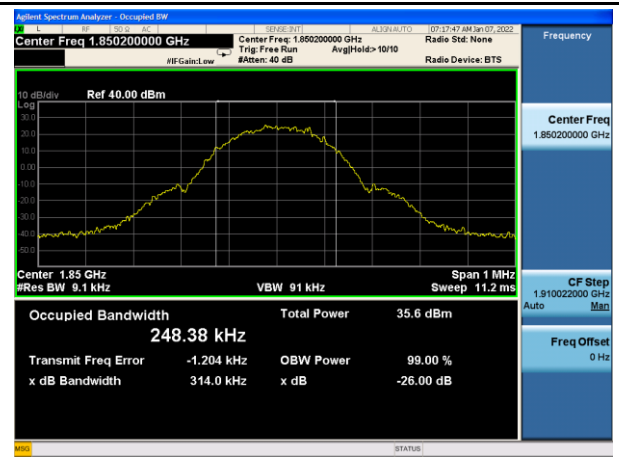 Agilent Spectrum Analyzer - Occupied BW
L RF 50 Ω AC SENSE:INT ALIGN AUTO 07:17:47 AM Jan 07, 2022
Center Freq 1.850200000 GHz
Center Freq: 1.850200000 GHz
Radio Std: None
Trig: Free Run Avg|Hold:> 10/10
#IFGain:Low #Atten: 40 dB Radio Device: BTS
10 dB/div Ref 40.00 dBm
Log
30.0
20.0
10.0
0.00
-10.0
-20.0
-30.0
-40.0
-50.0
Center 1.85 GHz Span 1 MHz
#Res BW 9.1 kHz VBW 91 kHz Sweep 11.2 ms
Occupied Bandwidth Total Power 35.6 dBm
248.38 kHz
Transmit Freq Error -1.204 kHz OBW Power 99.00 %
x dB Bandwidth 314.0 kHz x dB -26.00 dB
Frequency
Center Freq
1.850200000 GHz
CF Step
1.910022000 GHz
Auto Man
Freq Offset
0 Hz
MSG STATUS